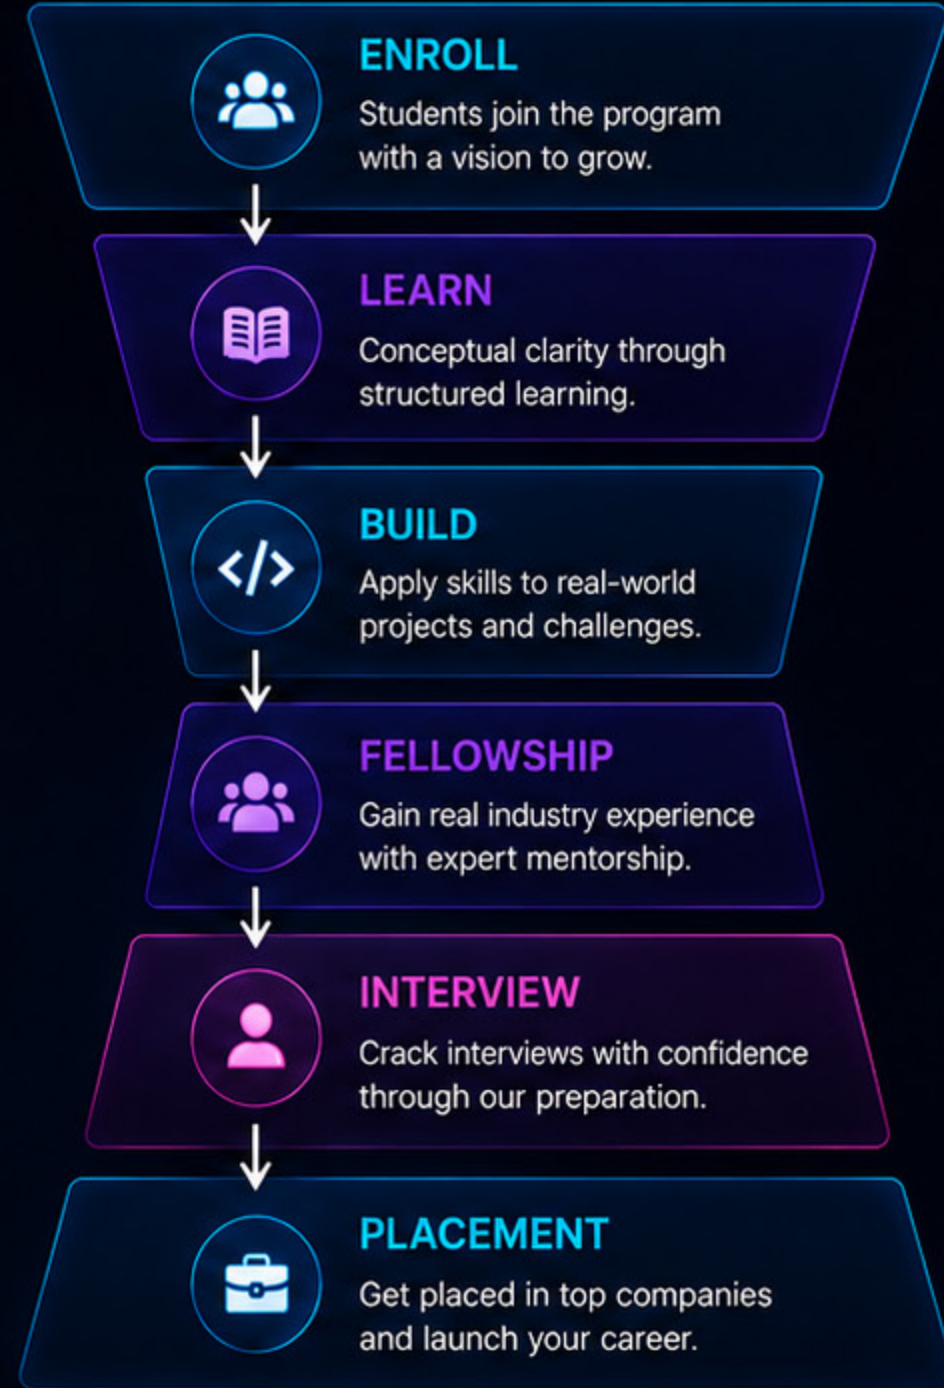 ENROLL
Students join the program
with a vision to grow.
LEARN
Conceptual clarity through
structured learning.
BUILD
Apply skills to real-world
projects and challenges.
FELLOWSHIP
Gain real industry experience
with expert mentorship.
INTERVIEW
Crack interviews with confidence
through our preparation.
PLACEMENT
Get placed in top companies
and launch your career.